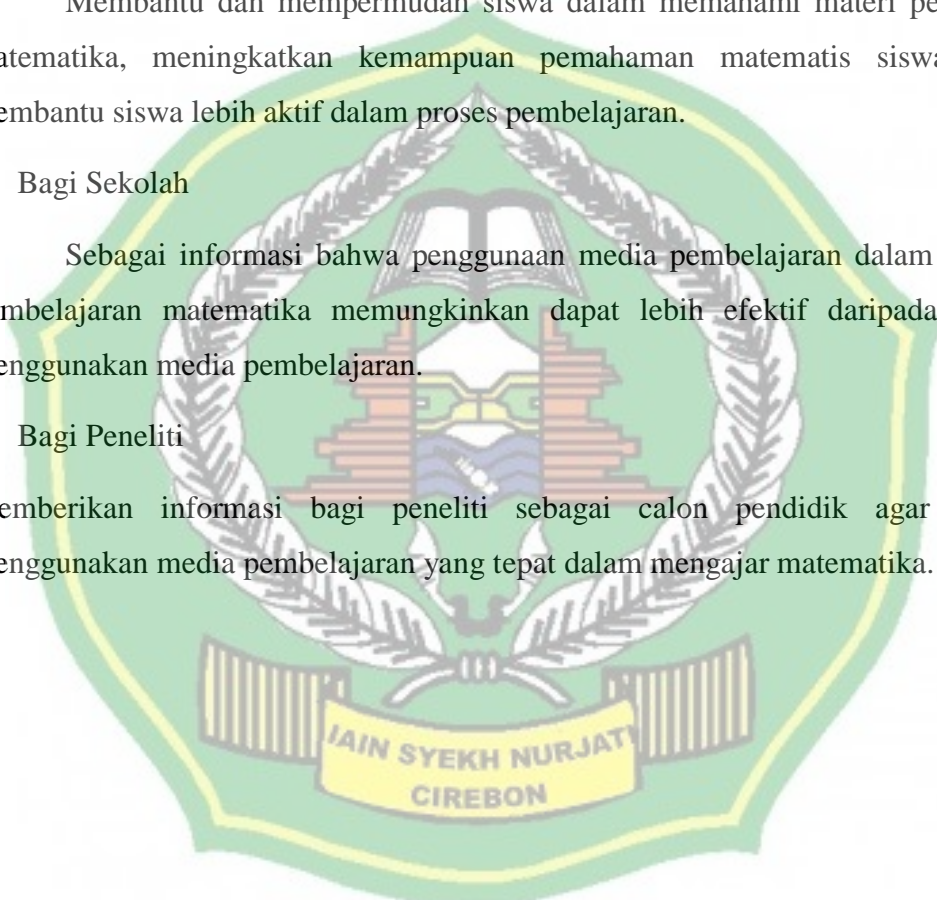 Membantu dan mempermudah siswa dalam memahami materi pe
atematika, meningkatkan kemampuan pemahaman matematis siswa
embantu siswa lebih aktif dalam proses pembelajaran.
Bagi Sekolah
Sebagai informasi bahwa penggunaan media pembelajaran dalam
mbelajaran matematika memungkinkan dapat lebih efektif daripada
enggunakan media pembelajaran.
Bagi Peneliti
emberikan informasi bagi peneliti sebagai calon pendidik agar
enggunakan media pembelajaran yang tepat dalam mengajar matematika.
IAIN SYEKH NURJATI
CIREBON